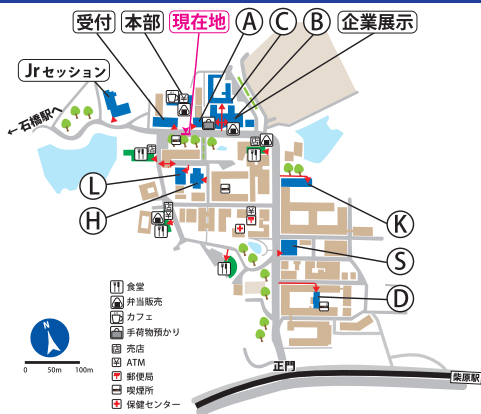 受付 本部 現在地 A C B 企業展示
Jr セッション
← 石橋駅へ
L
H
K
S
D
食堂
弁当販売
カフェ
手荷物預かり
店 売店
¥ ATM
〒 郵便局
喫煙所
保健センター
N
0 50m 100m
正門
柴原駅